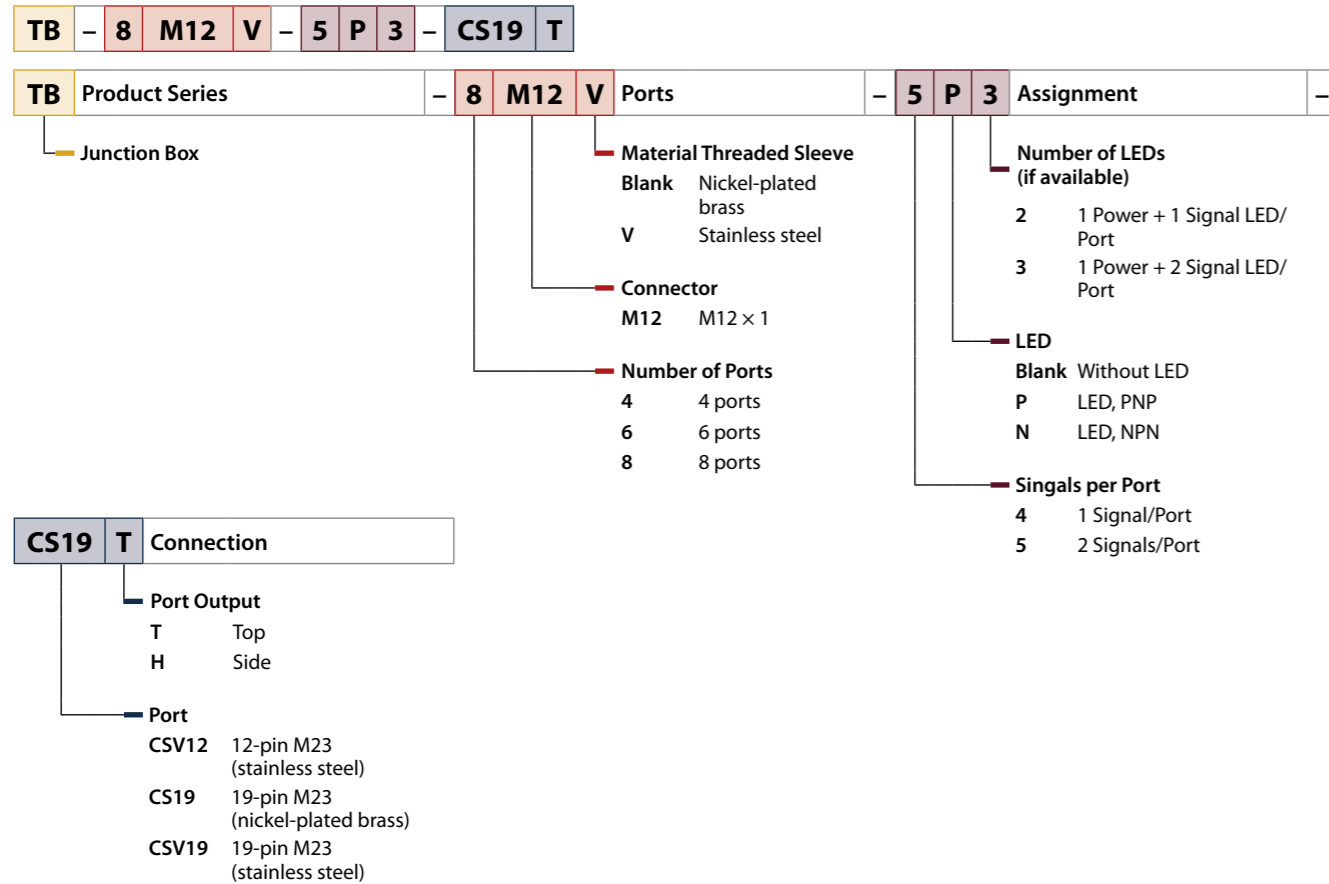 TB – 8 M12 V – 5 P 3 – CS19 T
TB Product Series – 8 M12 V Ports – 5 P 3 Assignment –
Junction Box
Material Threaded Sleeve
Blank Nickel-plated
brass
V Stainless steel
Connector
M12 M12 × 1
Number of Ports
4 4 ports
6 6 ports
8 8 ports
Number of LEDs
(if available)
2 1 Power + 1 Signal LED/
Port
3 1 Power + 2 Signal LED/
Port
LED
Blank Without LED
P LED, PNP
N LED, NPN
Singals per Port
4 1 Signal/Port
5 2 Signals/Port
CS19 T Connection
Port Output
T Top
H Side
Port
CSV12 12-pin M23
(stainless steel)
CS19 19-pin M23
(nickel-plated brass)
CSV19 19-pin M23
(stainless steel)